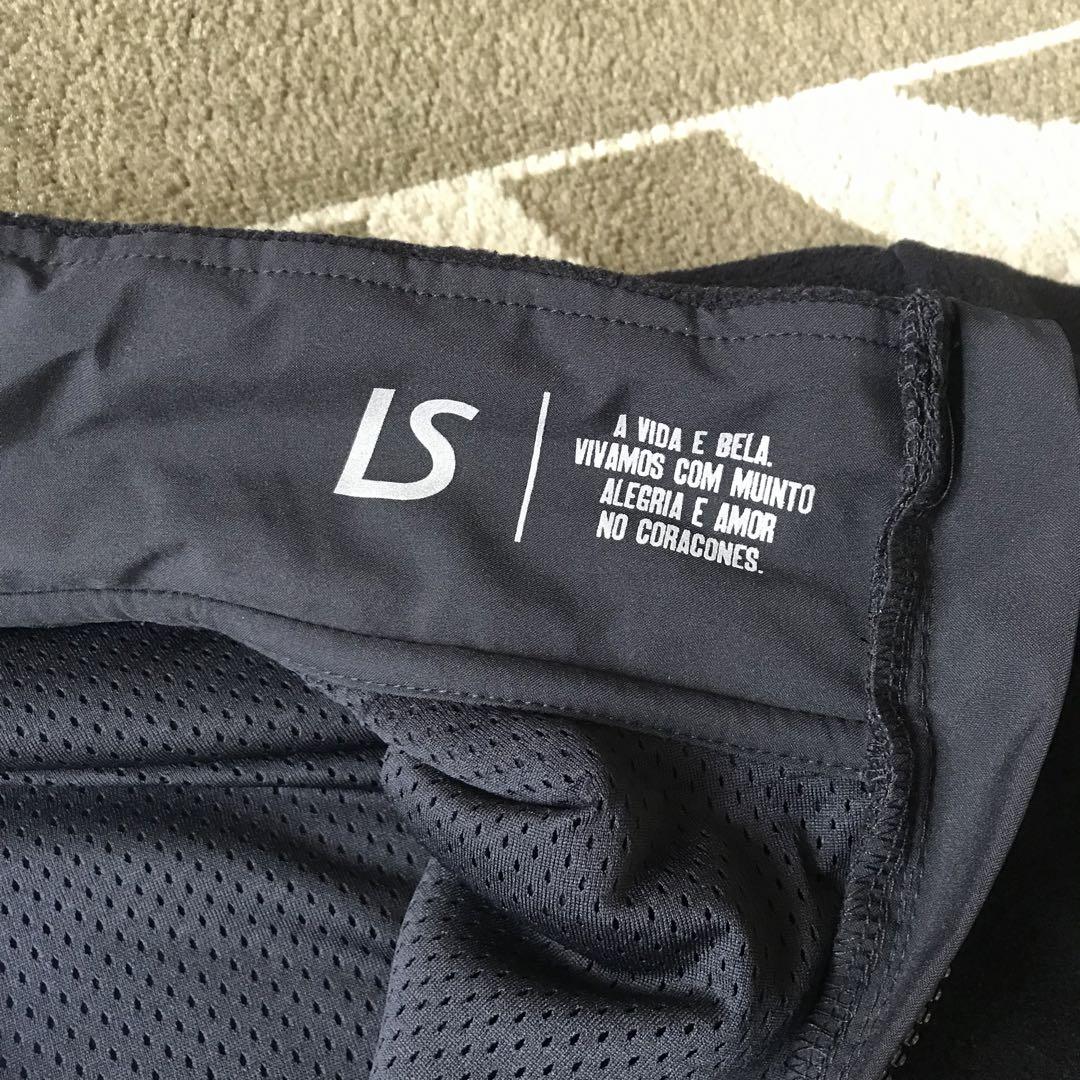 LS
A VIDA E BELA.
VIVAMOS COM MUINTO
ALEGRIA E AMOR
NO CORACONES.